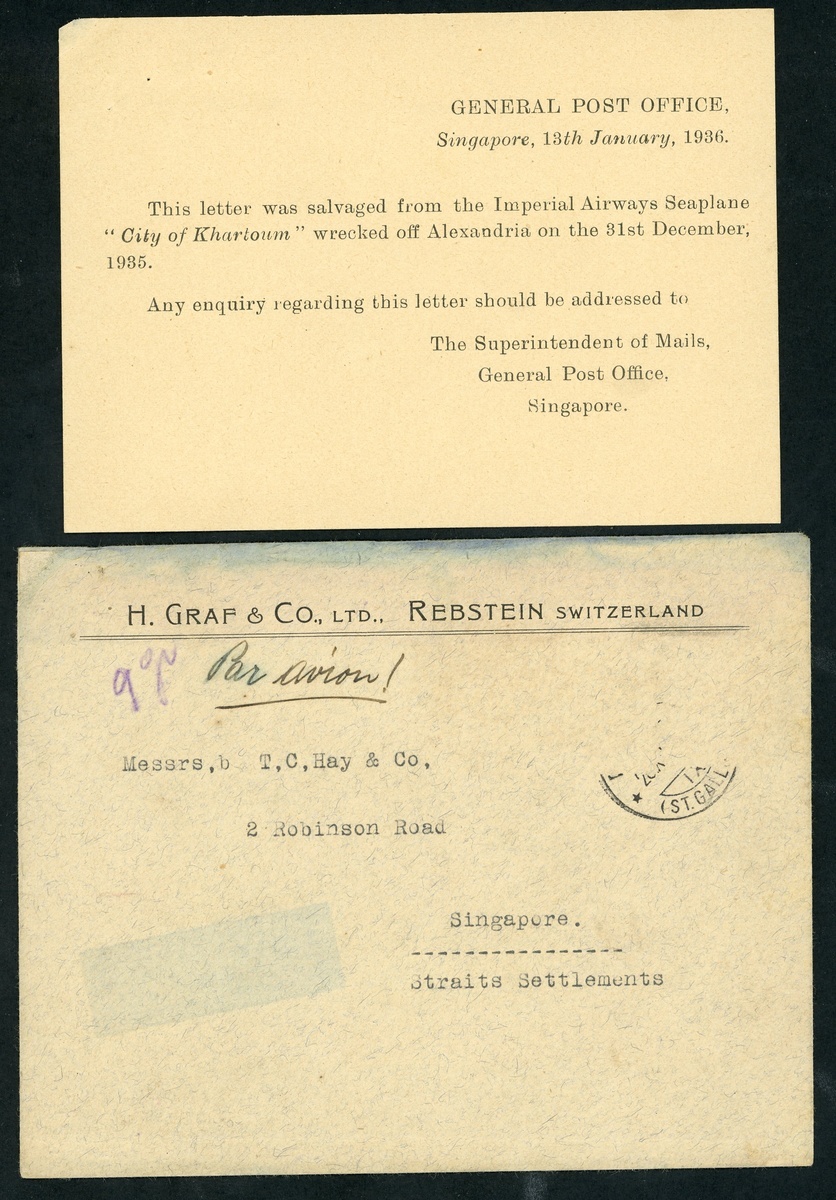 GENERAL POST OFFICE,
Singapore, 13th January, 1936.
This letter was salvaged from the Imperial Airways Seaplane
" City of Khartoum " wrecked off Alexandria on the 31st December,
1935.
Any enquiry regarding this letter should be addressed to
The Superintendent of Mails,
General Post Office,
Singapore.
H. GRAF & CO., LTD., REBSTEIN SWITZERLAND
Par avion!
Messrs,b T,C,Hay & Co,
(ST. GALL
2 Robinson Road
Singapore.
----------------
Straits Settlements